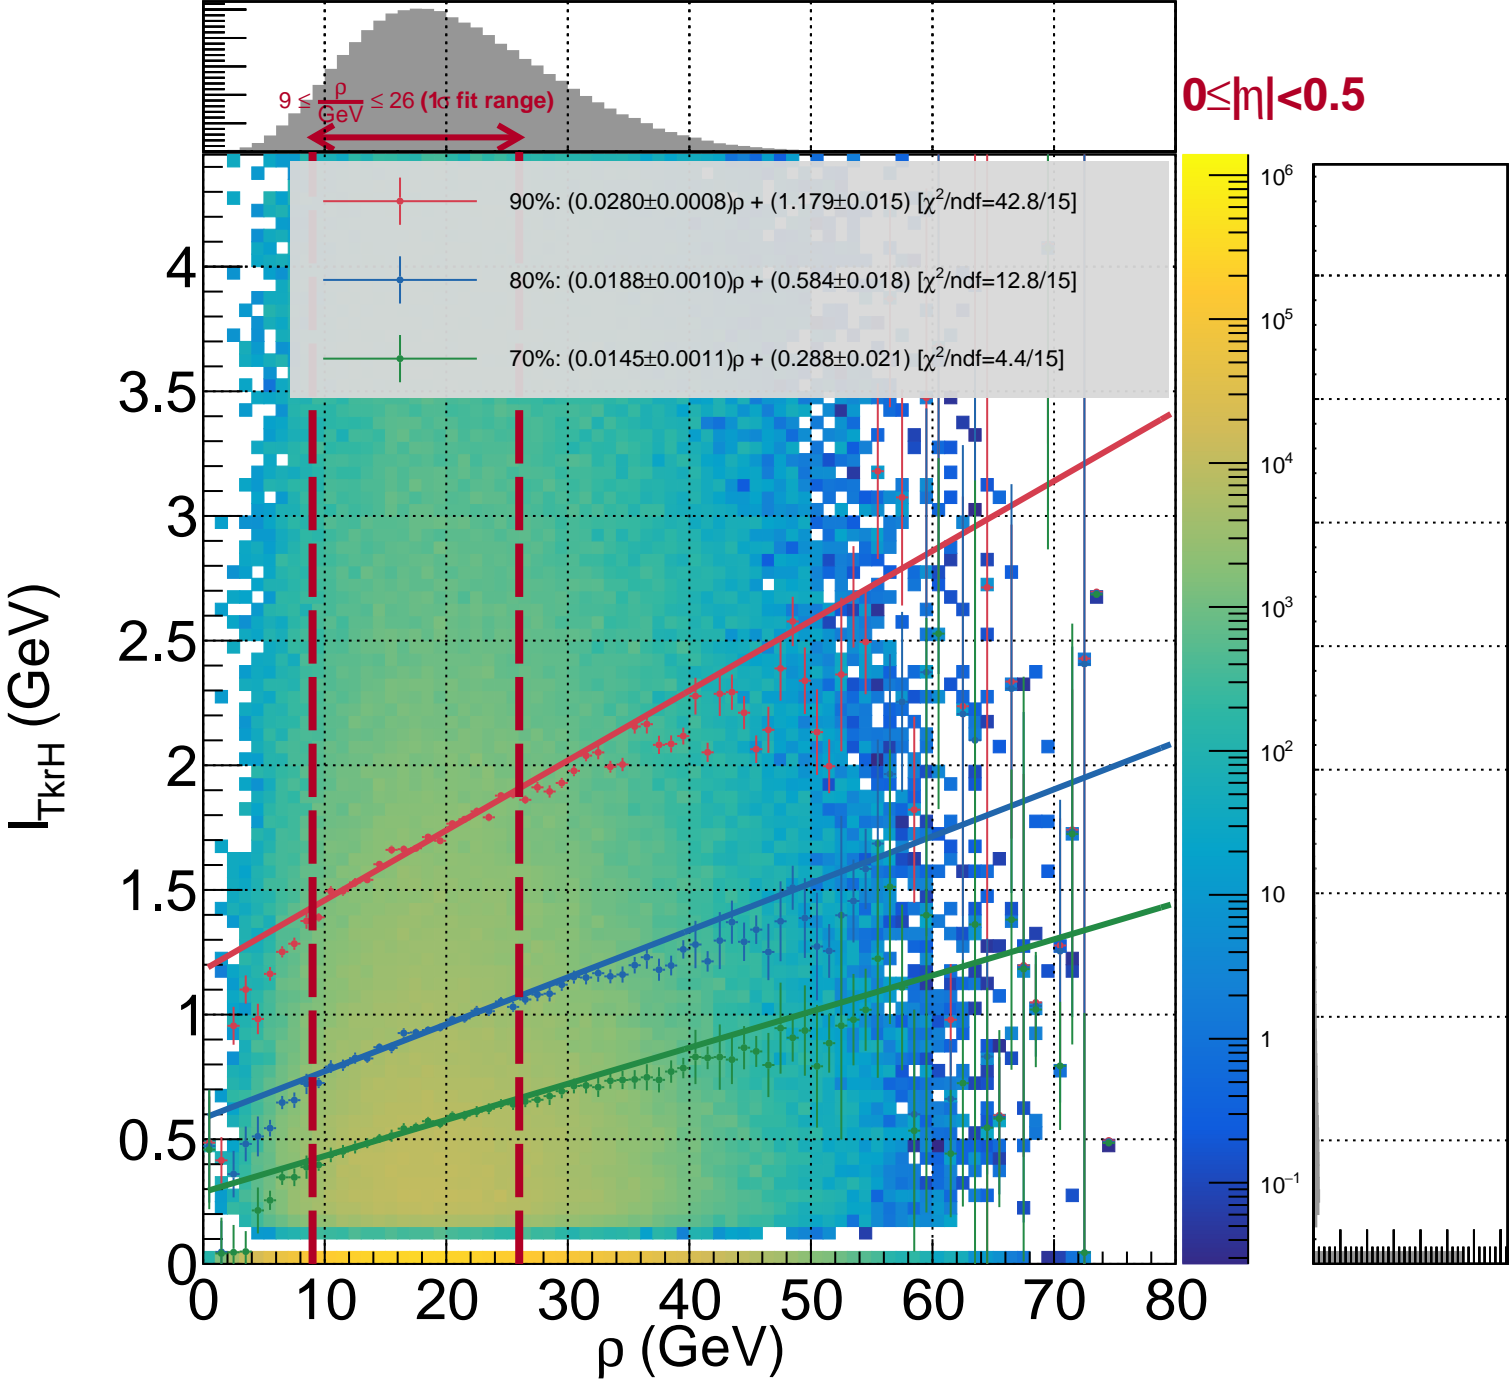 9 ≤ ρ/GeV ≤ 26 (1σ fit range)
0≤|η|<0.5
90%: (0.0280±0.0008)ρ + (1.179±0.015) [χ²/ndf=42.8/15]
80%: (0.0188±0.0010)ρ + (0.584±0.018) [χ²/ndf=12.8/15]
70%: (0.0145±0.0011)ρ + (0.288±0.021) [χ²/ndf=4.4/15]
4
3.5
3
2.5
2
1.5
1
0.5
0
I_TkrH (GeV)
0 10 20 30 40 50 60 70 80
ρ (GeV)
10⁶
10⁵
10⁴
10³
10²
10
1
10⁻¹